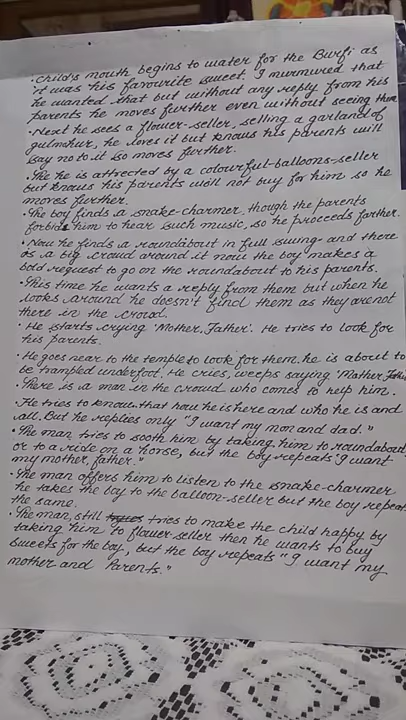 • Child's mouth begins to water for the Burfi as
it was his favourite sweet. I murmured that
he wanted that but without any reply from his
parents he moves further even without seeing them
• Next he sees a flower-seller, selling a garland of
gulmohur, he loves it but knows his parents will
say no to it so moves further.
• The he is attrected by a colourful-balloons-seller
but knows his parents will not buy for him so he
moves further.
• The boy finds a snake-charmer though the parents
forbids him to hear such music, so he proceeds farther.
• Now he finds a roundabout in full swing and there
is a big croud around it now the boy makes a
bold request to go on the roundabout to his parents.
• This time he wants a reply from them but when he
looks around he doesn't find them as they are not
there in the croud.
• He starts crying 'Mother, Father'. He tries to look for
his parents.
• He goes near to the temple to look for them. he is about to
be trampled underfoot. He cries, weeps saying 'Mother, Father
• There is a man in the crowd who comes to help him.
• He tries to know that how he is here and who he is and
all. But he replies only "I want my mon and dad."
• The man tries to sooth him by taking him to roundabout
or to a ride on a horse, but the boy repeats "I want
my mother, father."
• The man offers him to listen to the snake-charmer
he takes the boy to the balloon-seller but the boy repeats
the same.
• The man, still tries to make the child happy by
taking him to flower-seller then he wants to buy
sweets for the boy, but the boy repeats "I want my
mother and Parents."